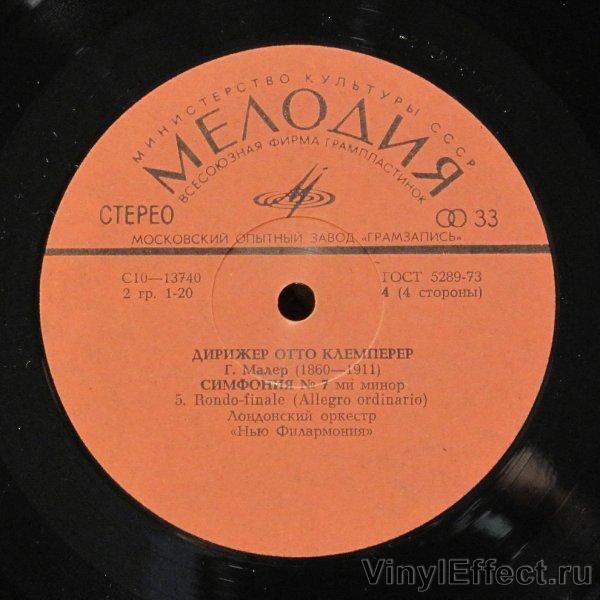 МИНИСТЕРСТВО КУЛЬТУРЫ СССР
МЕЛОДИЯ
ВСЕСОЮЗНАЯ ФИРМА ГРАМПЛАСТИНОК
СТЕРЕО
33
МОСКОВСКИЙ ОПЫТНЫЙ ЗАВОД «ГРАМЗАПИСЬ»
С10—13740
ГОСТ 5289-73
2 гр. 1-20
4 (4 стороны)
ДИРИЖЕР ОТТО КЛЕМПЕРЕР
Г. Малер (1860—1911)
СИМФОНИЯ № 7 ми минор
5. Rondo-finale (Allegro ordinario)
Лондонский оркестр
«Нью Филармония»
VinylEffect.ru